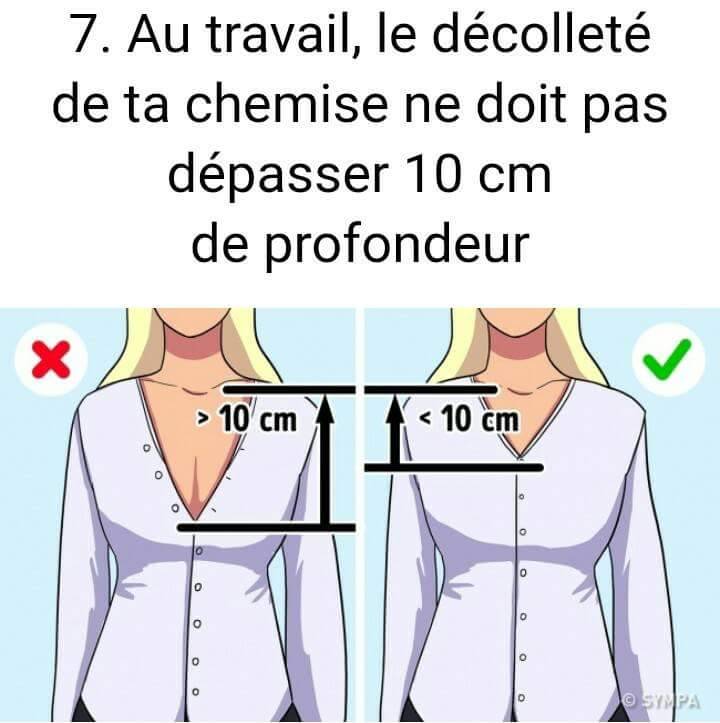 7. Au travail, le décolleté
de ta chemise ne doit pas
dépasser 10 cm
de profondeur
> 10 cm
< 10 cm
© SYMPA